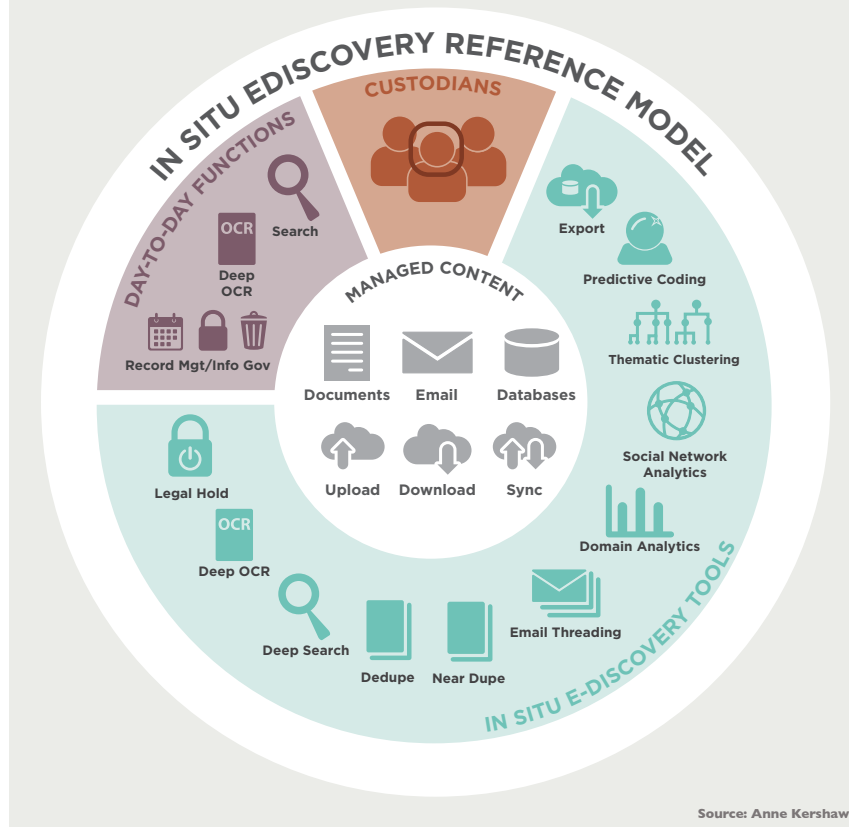 IN SITU EDISCOVERY REFERENCE MODEL
CUSTODIANS
DAY-TO-DAY FUNCTIONS
Search
OCR
Deep
OCR
Record Mgt/Info Gov
MANAGED CONTENT
Documents
Email
Databases
Upload
Download
Sync
Export
Predictive Coding
Thematic Clustering
Social Network
Analytics
Domain Analytics
Email Threading
Near Dupe
Dedupe
Deep Search
OCR
Deep OCR
Legal Hold
IN SITU E-DISCOVERY TOOLS
Source: Anne Kershaw